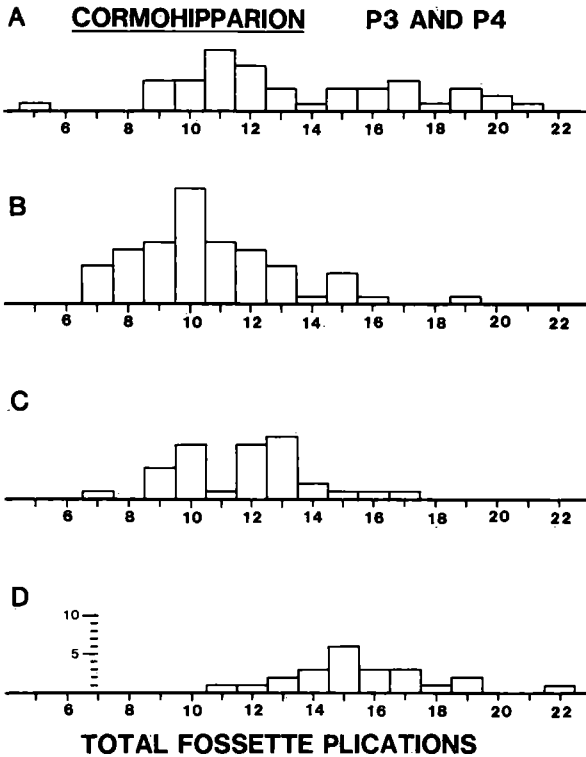 A CORMOHIPPARION P3 AND P4
6 8 10 12 14 16 18 20 22
B
6 8 10 12 14 16 18 20 22
C
6 8 10 12 14 16 18 20 22
D
10
5
6 8 10 12 14 16 18 20 22
TOTAL FOSSETTE PLICATIONS